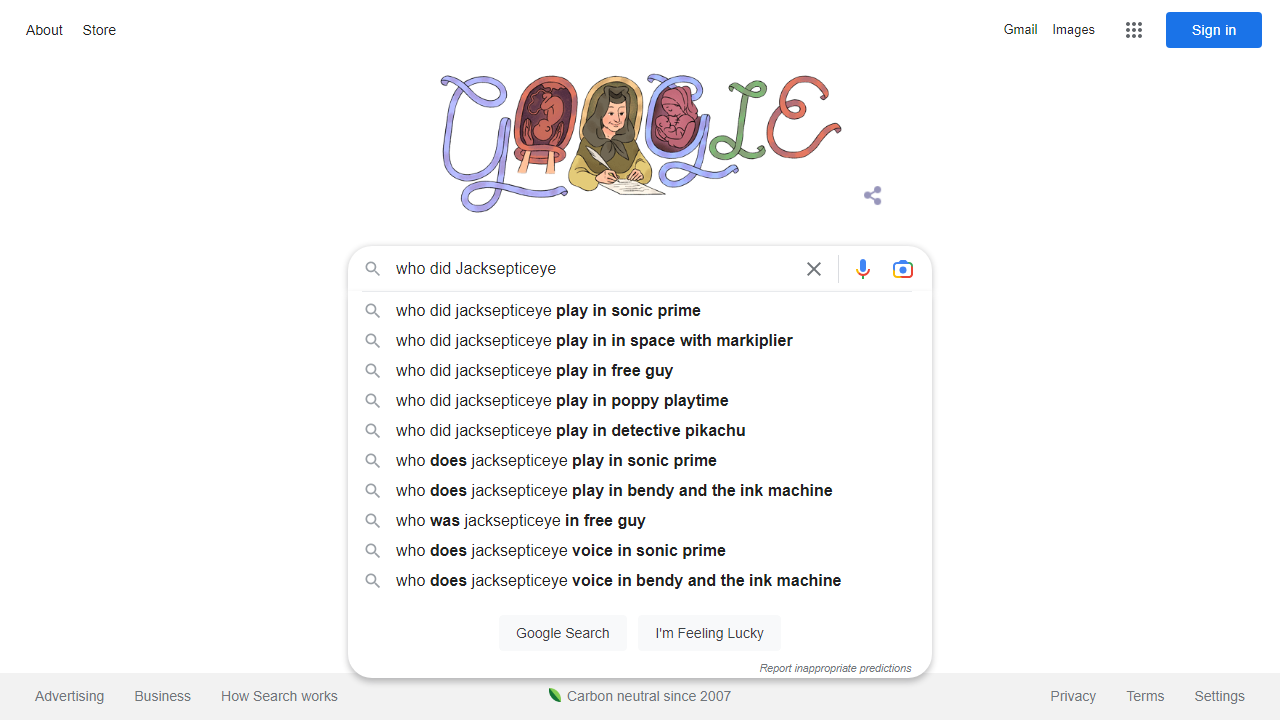 About Store Gmail Images Sign in
GOOGLE
who did Jacksepticeye
who did jacksepticeye play in sonic prime
who did jacksepticeye play in in space with markiplier
who did jacksepticeye play in free guy
who did jacksepticeye play in poppy playtime
who did jacksepticeye play in detective pikachu
who does jacksepticeye play in sonic prime
who does jacksepticeye play in bendy and the ink machine
who was jacksepticeye in free guy
who does jacksepticeye voice in sonic prime
who does jacksepticeye voice in bendy and the ink machine
Google Search I'm Feeling Lucky
Report inappropriate predictions
Advertising Business How Search works Carbon neutral since 2007 Privacy Terms Settings